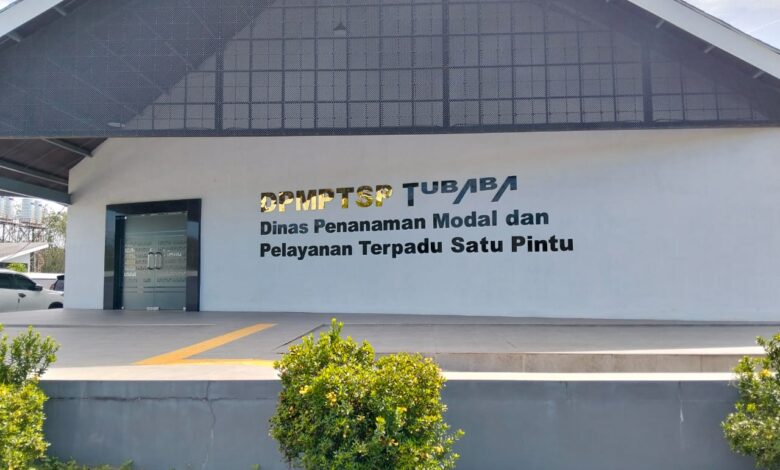 DPMPTSP TUBABA
Dinas Penanaman Modal dan
Pelayanan Terpadu Satu Pintu